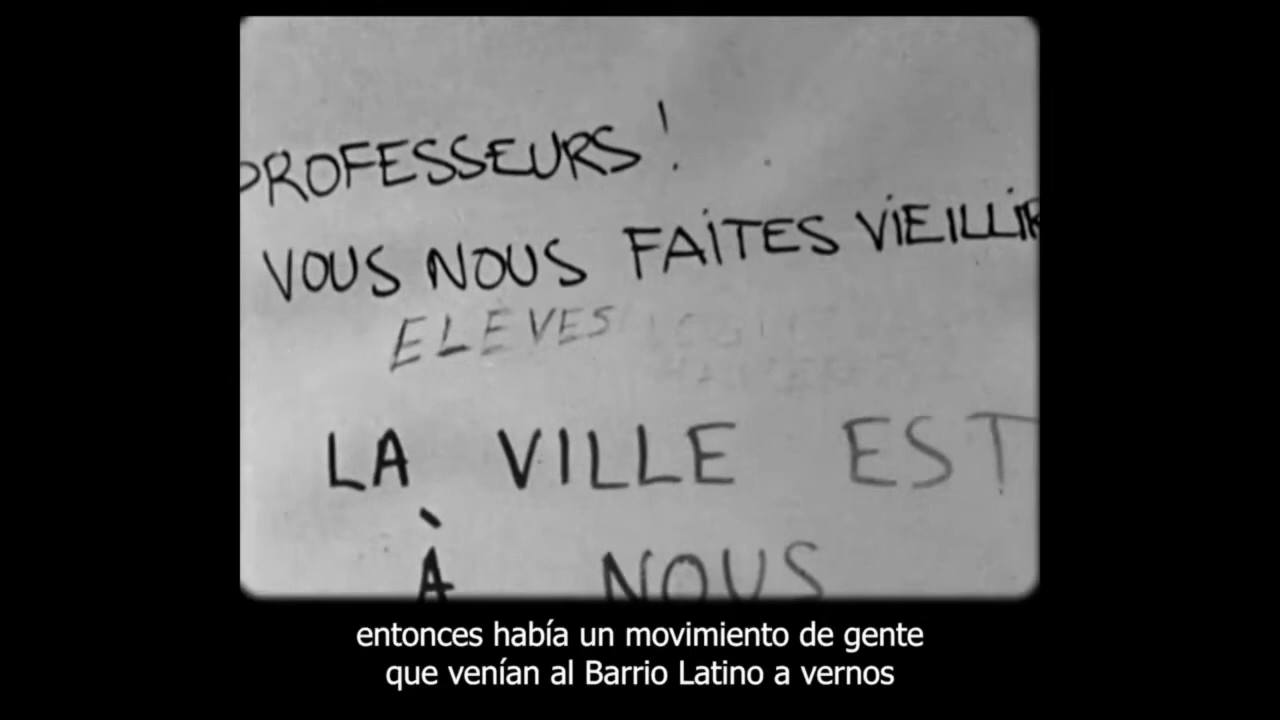 PROFESSEURS !
VOUS NOUS FAITES VIEILLIR
ELEVES
LA VILLE EST
À NOUS
entonces había un movimiento de gente
que venían al Barrio Latino a vernos